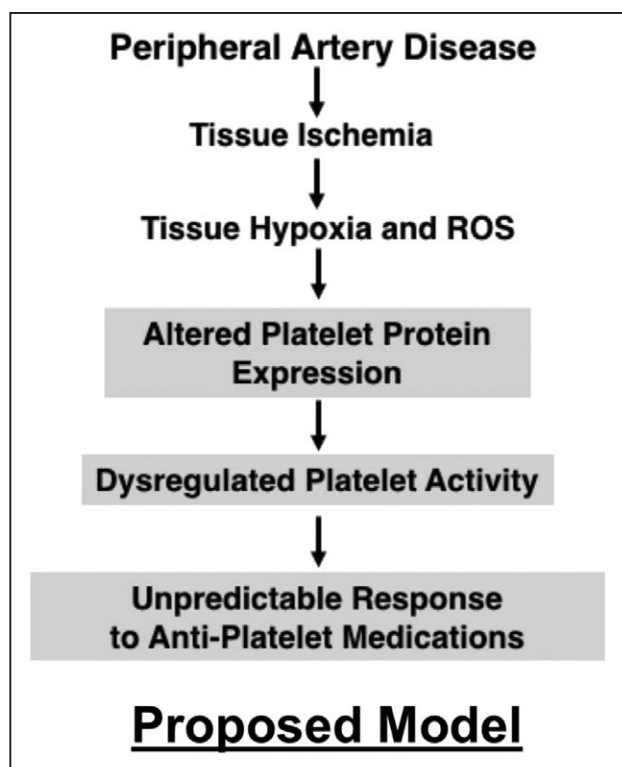 Peripheral Artery Disease
Tissue Ischemia
Tissue Hypoxia and ROS
Altered Platelet Protein
Expression
Dysregulated Platelet Activity
Unpredictable Response
to Anti-Platelet Medications
Proposed Model